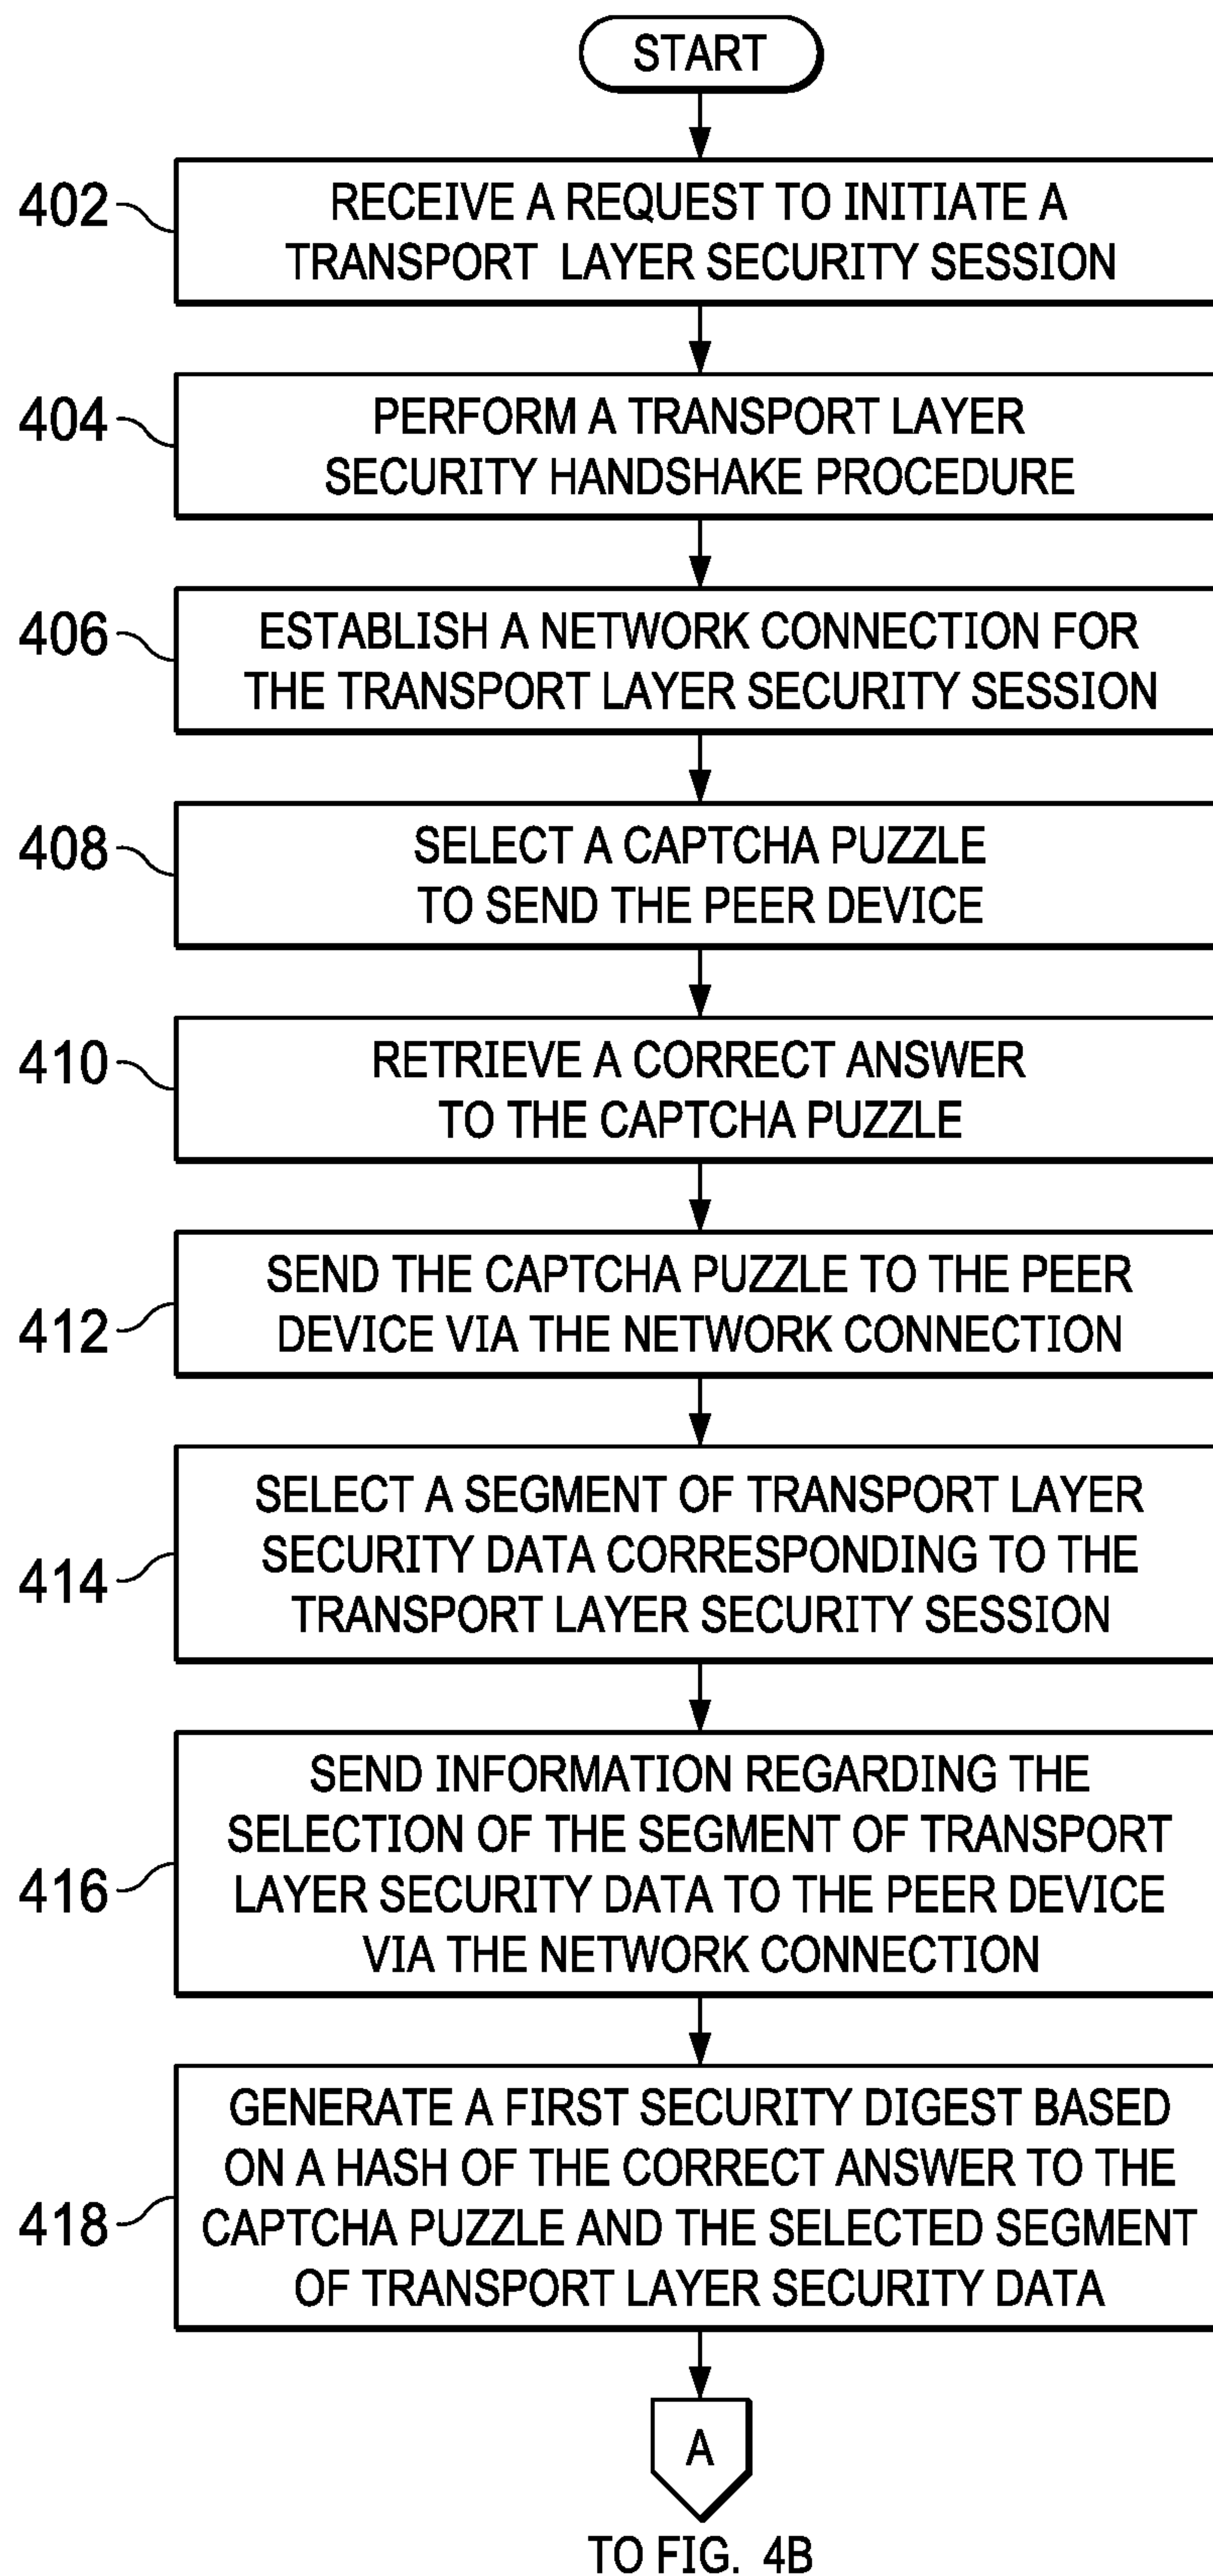 START
402
RECEIVE A REQUEST TO INITIATE A
TRANSPORT LAYER SECURITY SESSION
404
PERFORM A TRANSPORT LAYER
SECURITY HANDSHAKE PROCEDURE
406
ESTABLISH A NETWORK CONNECTION FOR
THE TRANSPORT LAYER SECURITY SESSION
408
SELECT A CAPTCHA PUZZLE
TO SEND THE PEER DEVICE
410
RETRIEVE A CORRECT ANSWER
TO THE CAPTCHA PUZZLE
412
SEND THE CAPTCHA PUZZLE TO THE PEER
DEVICE VIA THE NETWORK CONNECTION
414
SELECT A SEGMENT OF TRANSPORT LAYER
SECURITY DATA CORRESPONDING TO THE
TRANSPORT LAYER SECURITY SESSION
416
SEND INFORMATION REGARDING THE
SELECTION OF THE SEGMENT OF TRANSPORT
LAYER SECURITY DATA TO THE PEER DEVICE
VIA THE NETWORK CONNECTION
418
GENERATE A FIRST SECURITY DIGEST BASED
ON A HASH OF THE CORRECT ANSWER TO THE
CAPTCHA PUZZLE AND THE SELECTED SEGMENT
OF TRANSPORT LAYER SECURITY DATA
A
TO FIG. 4B